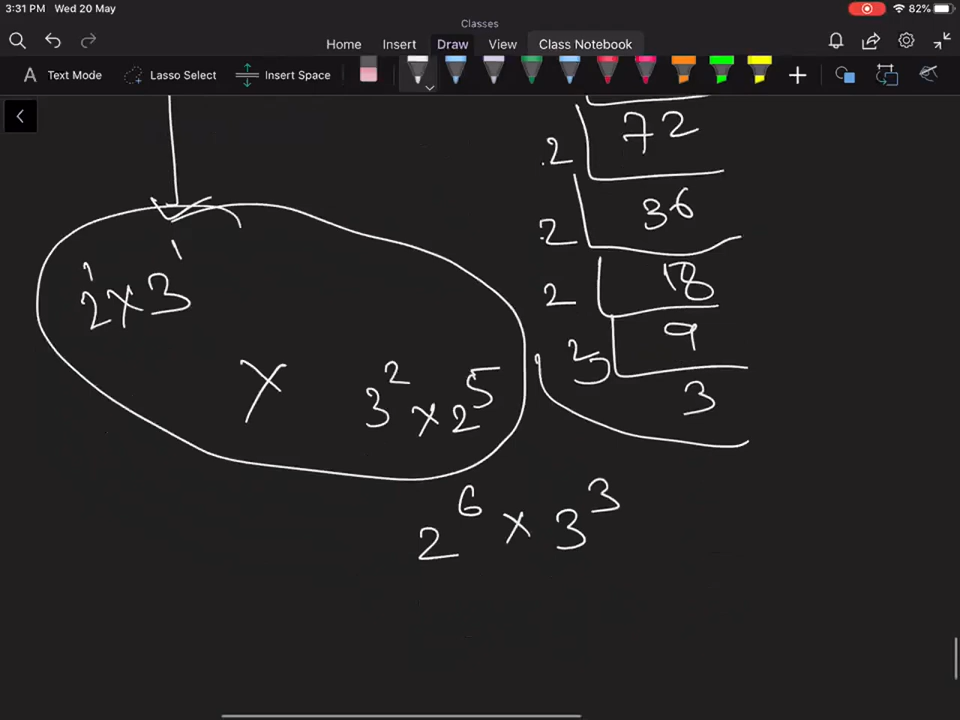 3:31 PM Wed 20 May
82%
Classes
Home Insert Draw View Class Notebook
A Text Mode Lasso Select Insert Space
72
2
36
2
2¹ × 3¹
18
2
9
3
× 3² × 2⁵
3
2⁶ × 3³